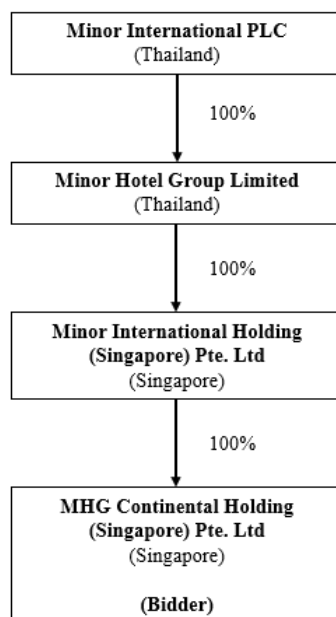 Minor International PLC
(Thailand)
100%
Minor Hotel Group Limited
(Thailand)
100%
Minor International Holding
(Singapore) Pte. Ltd
(Singapore)
100%
MHG Continental Holding
(Singapore) Pte. Ltd
(Singapore)
(Bidder)